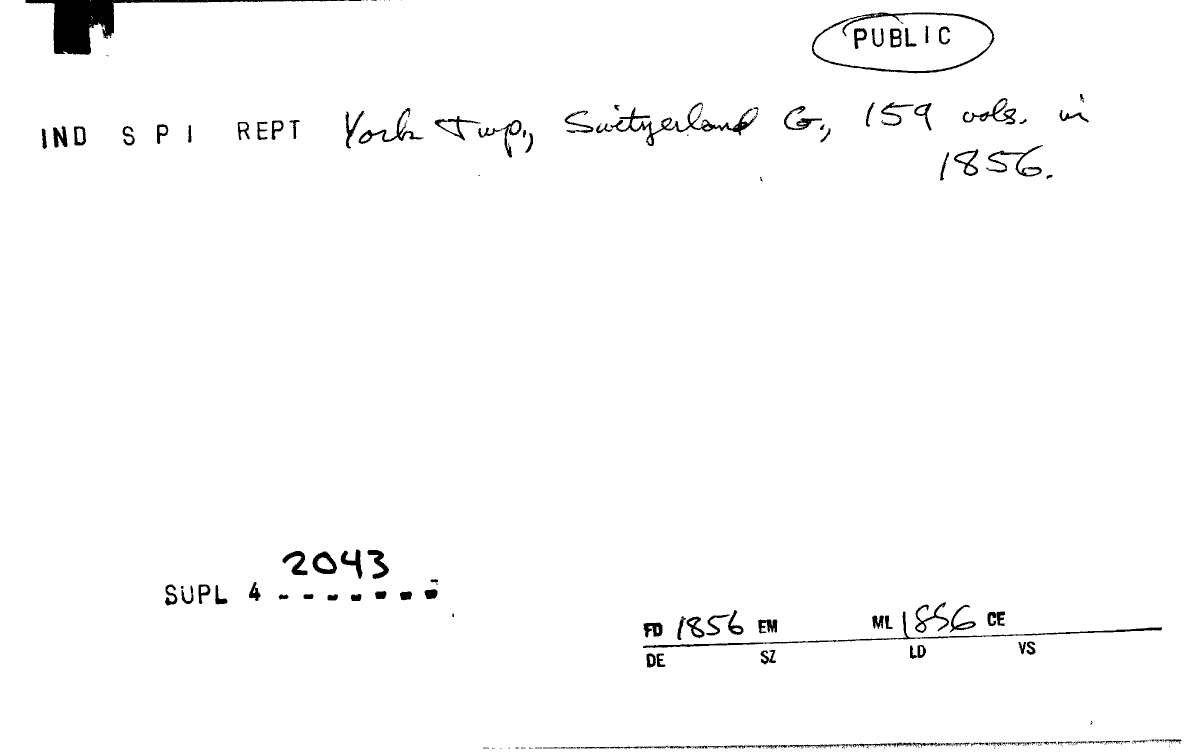 PUBLIC
IND S P I REPT York Twp., Switzerland Co., 159 vols. in
1856.
2043
SUPL 4 - - - - - - -
FD 1856 EM ML 1856 CE
DE SZ LD VS